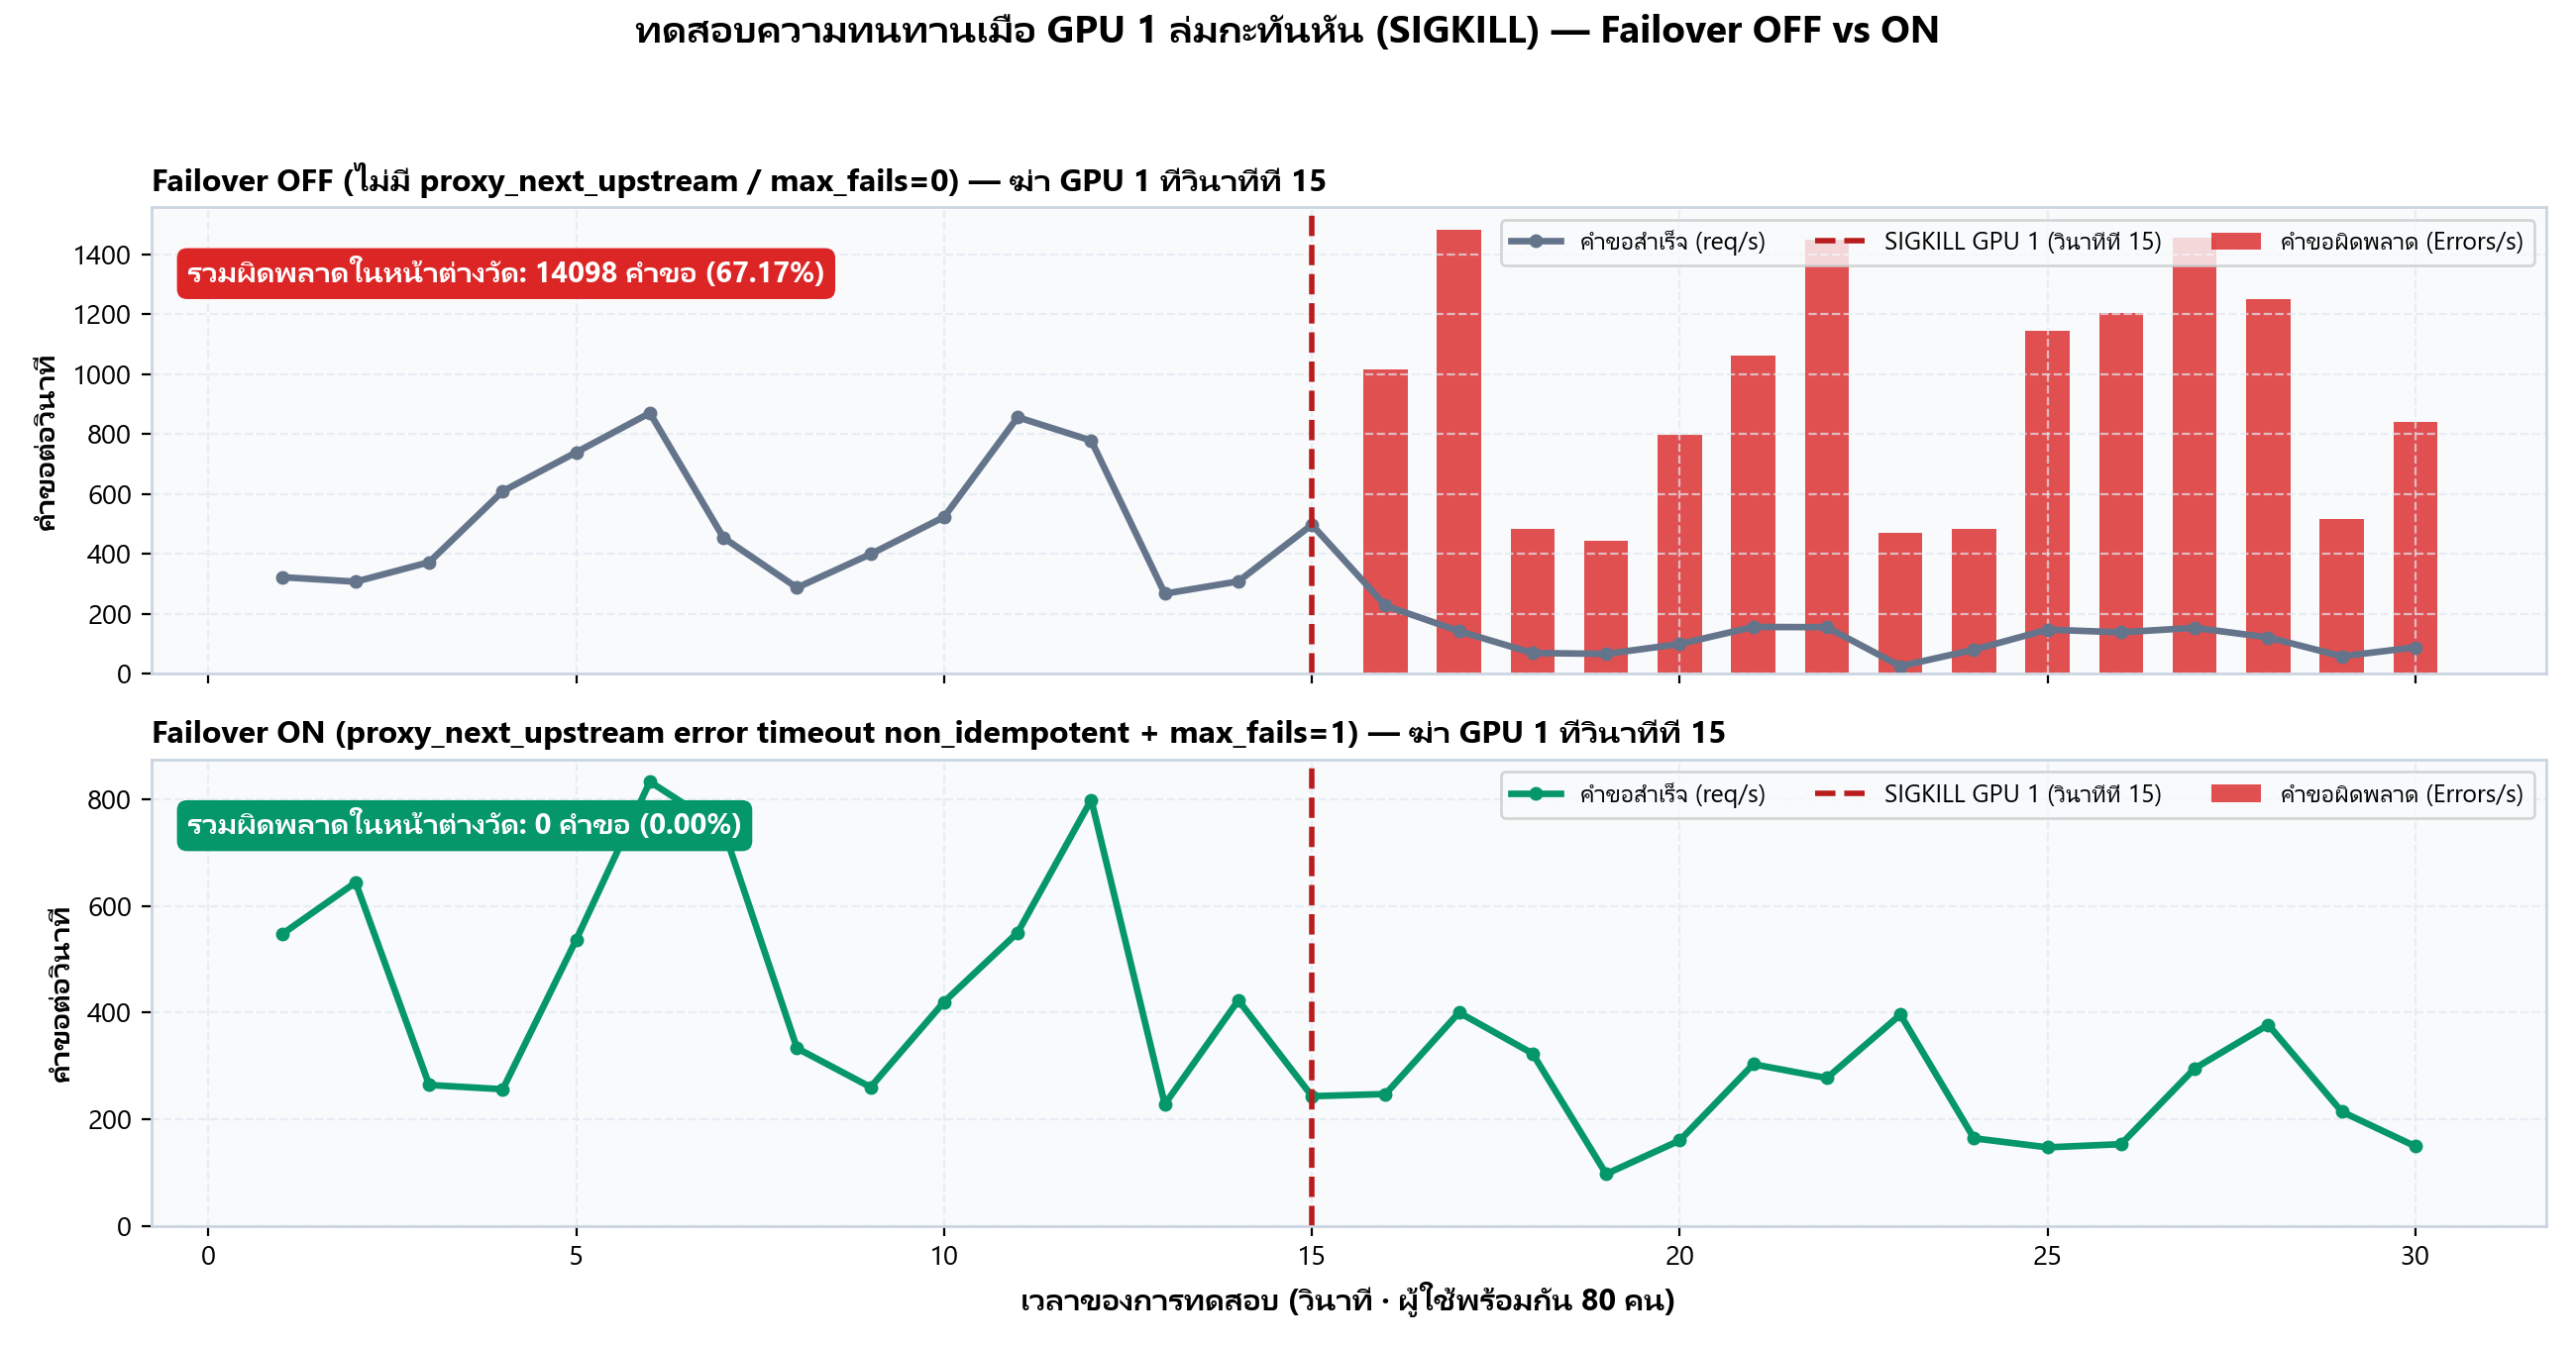 ทดสอบความทนทานเมื่อ GPU 1 ล่มกะทันหัน (SIGKILL) — Failover OFF vs ON
Failover OFF (ไม่มี proxy_next_upstream / max_fails=0) — ฆ่า GPU 1 ที่วินาทีที่ 15
รวมผิดพลาดในหน้าต่างวัด: 14098 คำขอ (67.17%)
คำขอสำเร็จ (req/s)
SIGKILL GPU 1 (วินาทีที่ 15)
คำขอผิดพลาด (Errors/s)
คำขอต่อวินาที
1400
1200
1000
800
600
400
200
0
Failover ON (proxy_next_upstream error timeout non_idempotent + max_fails=1) — ฆ่า GPU 1 ที่วินาทีที่ 15
รวมผิดพลาดในหน้าต่างวัด: 0 คำขอ (0.00%)
คำขอสำเร็จ (req/s)
SIGKILL GPU 1 (วินาทีที่ 15)
คำขอผิดพลาด (Errors/s)
คำขอต่อวินาที
800
600
400
200
0
0 5 10 15 20 25 30
เวลาของการทดสอบ (วินาที · ผู้ใช้พร้อมกัน 80 คน)